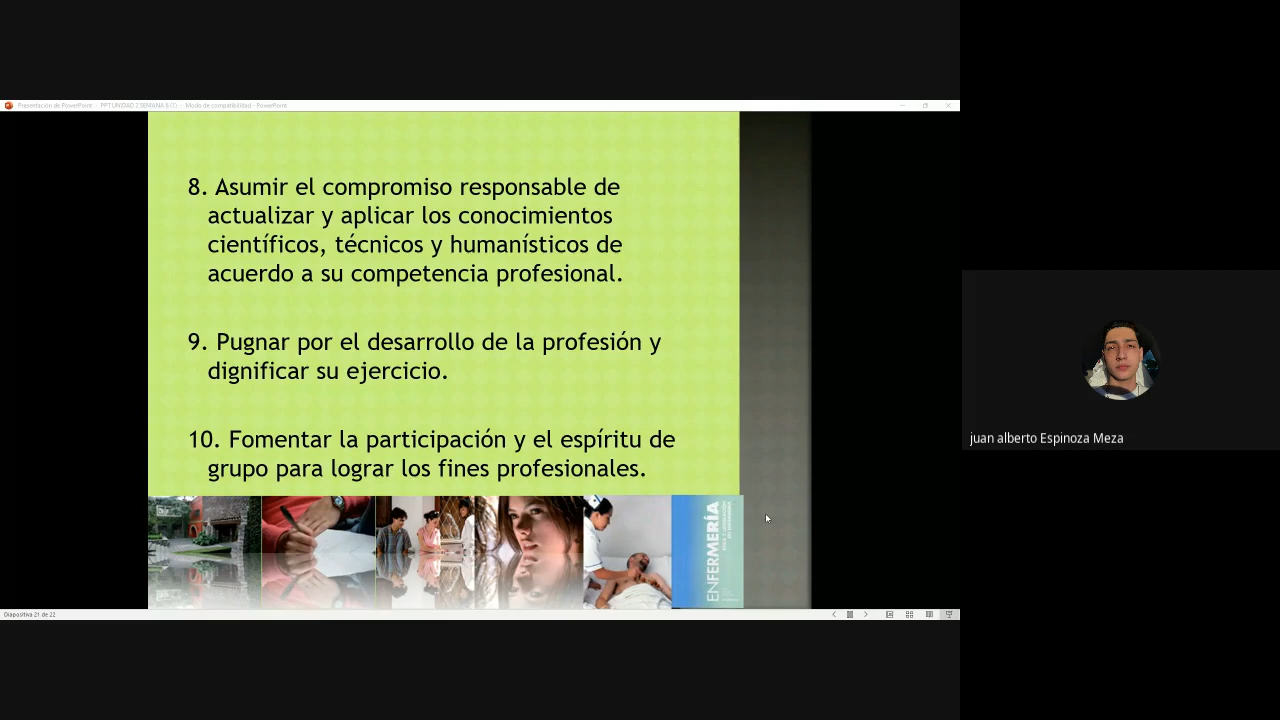 Presentación de PowerPoint - PPT UNIDAD 2 SEMANA 8 (1) - Modo de compatibilidad - PowerPoint
8. Asumir el compromiso responsable de
actualizar y aplicar los conocimientos
científicos, técnicos y humanísticos de
acuerdo a su competencia profesional.
9. Pugnar por el desarrollo de la profesión y
dignificar su ejercicio.
10. Fomentar la participación y el espíritu de
grupo para lograr los fines profesionales.
ENFERMERÍA
juan alberto Espinoza Meza
Diapositiva 21 de 22